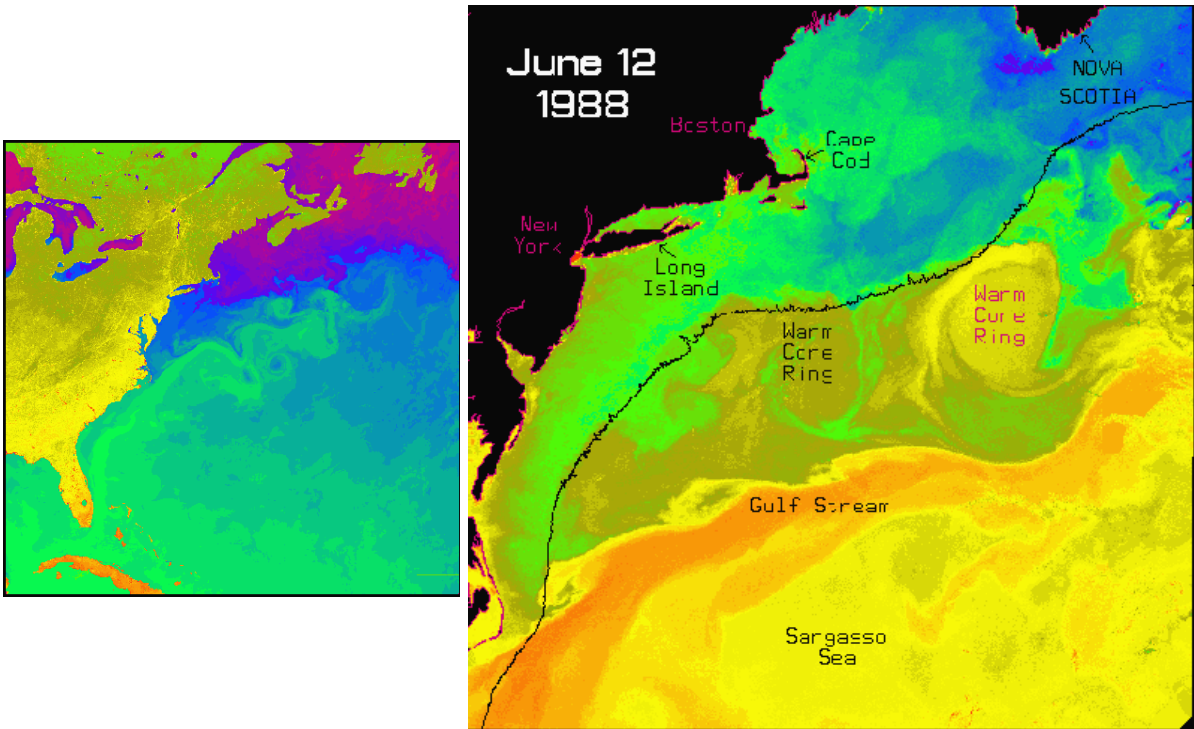 June 12
1988
NOVA
SCOTIA
Boston
Cape
Cod
New
York
Long
Island
Warm
Core
Ring
Warm
Core
Ring
Gulf Stream
Sargasso
Sea